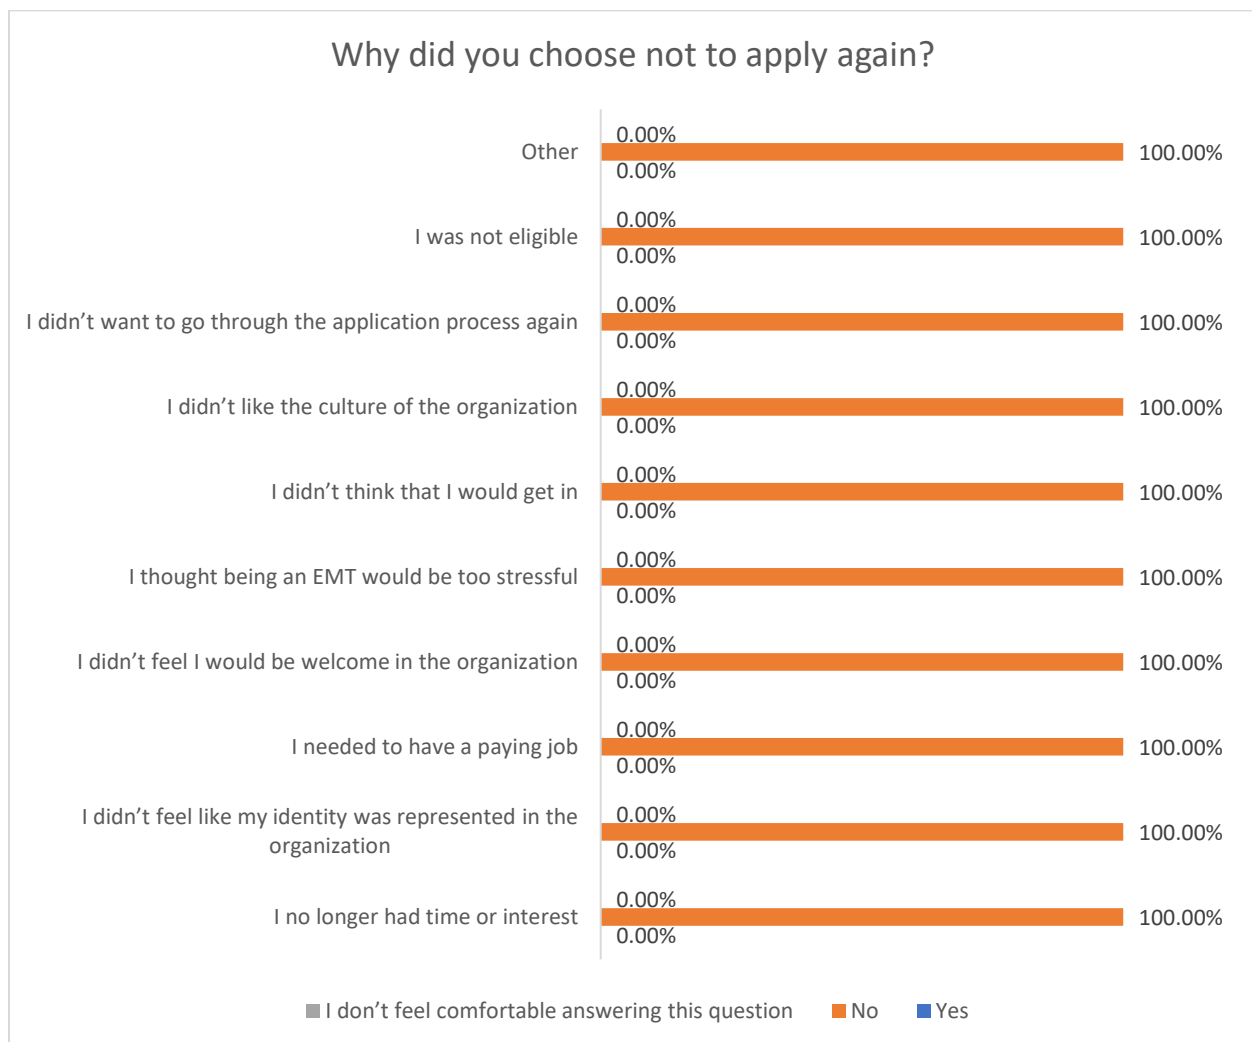 Why did you choose not to apply again?
0.00%
Other
100.00%
0.00%
0.00%
I was not eligible
100.00%
0.00%
0.00%
I didn’t want to go through the application process again
100.00%
0.00%
0.00%
I didn’t like the culture of the organization
100.00%
0.00%
0.00%
I didn’t think that I would get in
100.00%
0.00%
0.00%
I thought being an EMT would be too stressful
100.00%
0.00%
0.00%
I didn’t feel I would be welcome in the organization
100.00%
0.00%
0.00%
I needed to have a paying job
100.00%
0.00%
0.00%
I didn’t feel like my identity was represented in the
organization
100.00%
0.00%
0.00%
I no longer had time or interest
100.00%
0.00%
I don’t feel comfortable answering this question No Yes